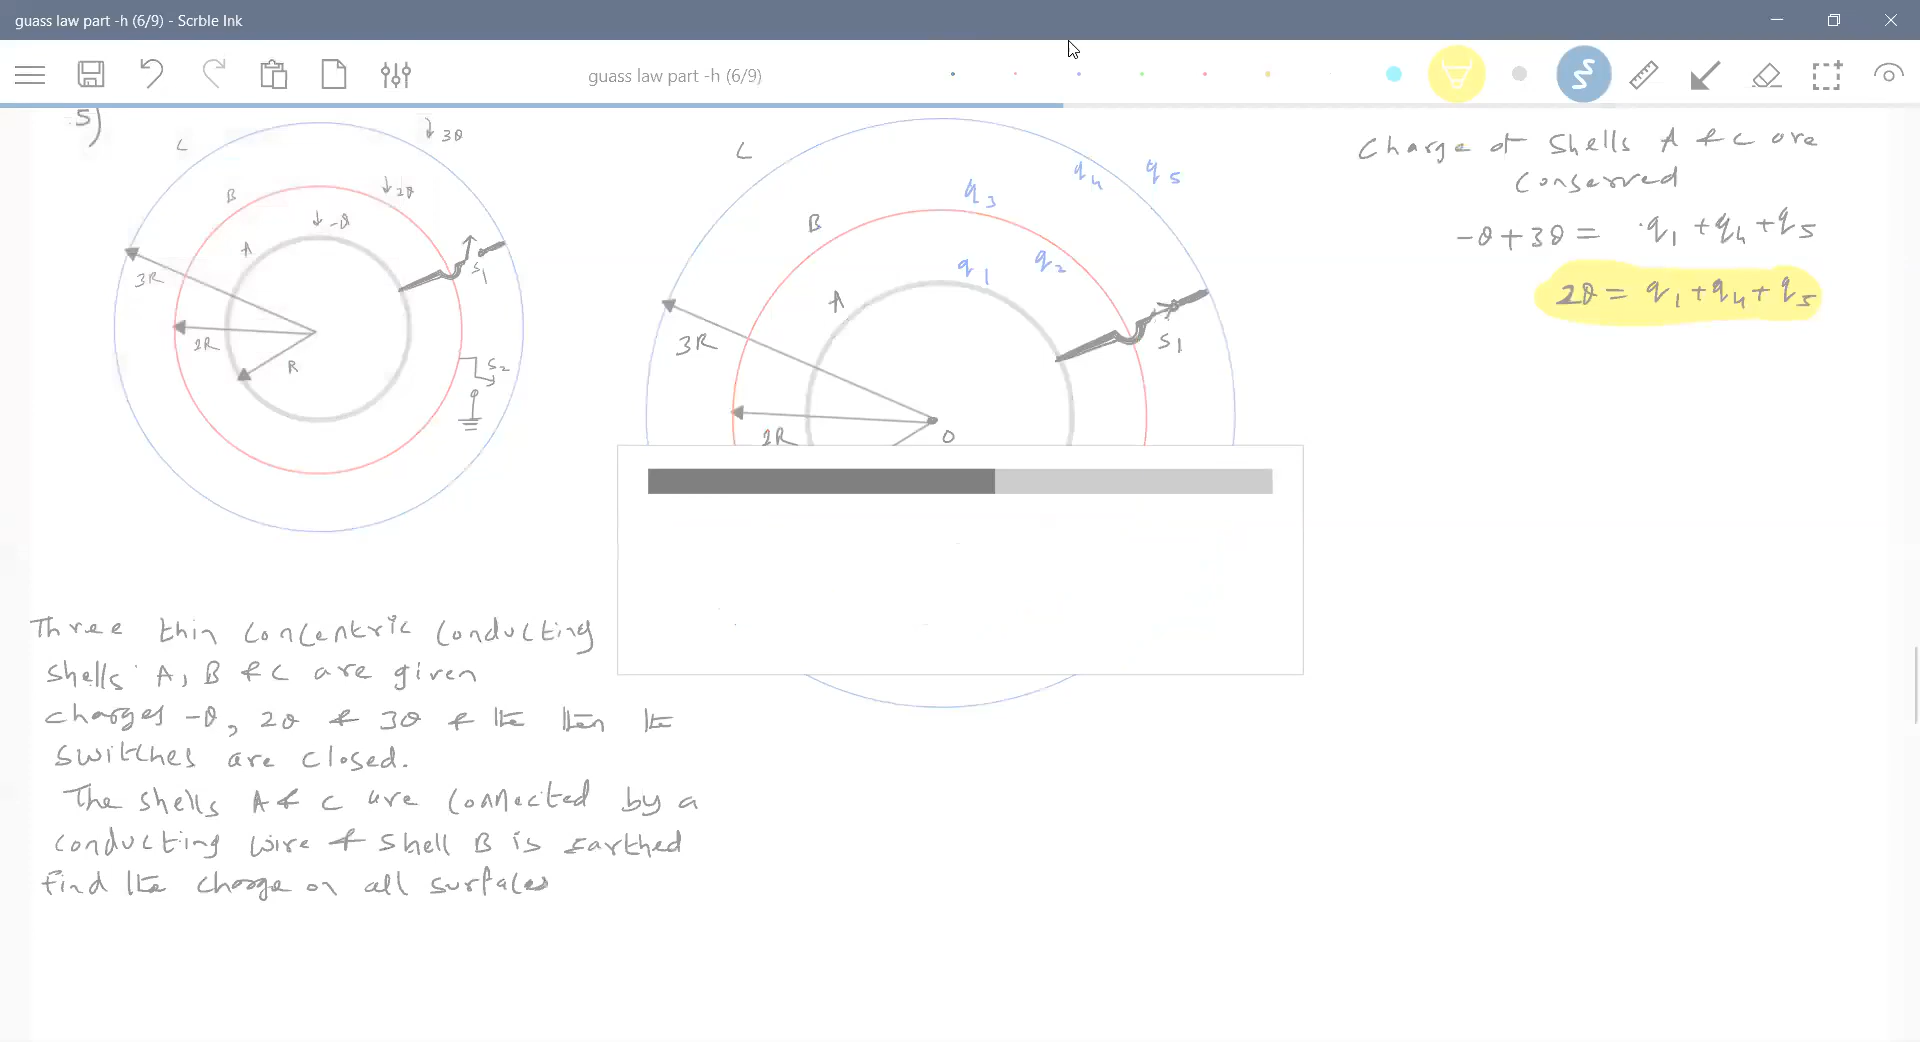 guass law part -h (6/9) - Scrble Ink
guass law part -h (6/9)
5)
C
3Q
B
2Q
-Q
A
3R
S1
2R
R
S2
C
q3
q4
q5
B
q1
q2
A
3R
S1
2R
O
Charge of Shells A & C are
Conserved
-Q+3Q = q1+q4+q5
2Q = q1+q4+q5
Three thin concentric conducting
shells A, B & C are given
charges -Q, 2Q & 3Q & the then the
switches are closed.
The shells A & C are connected by a
conducting wire & shell B is earthed
find the charge on all surfaces